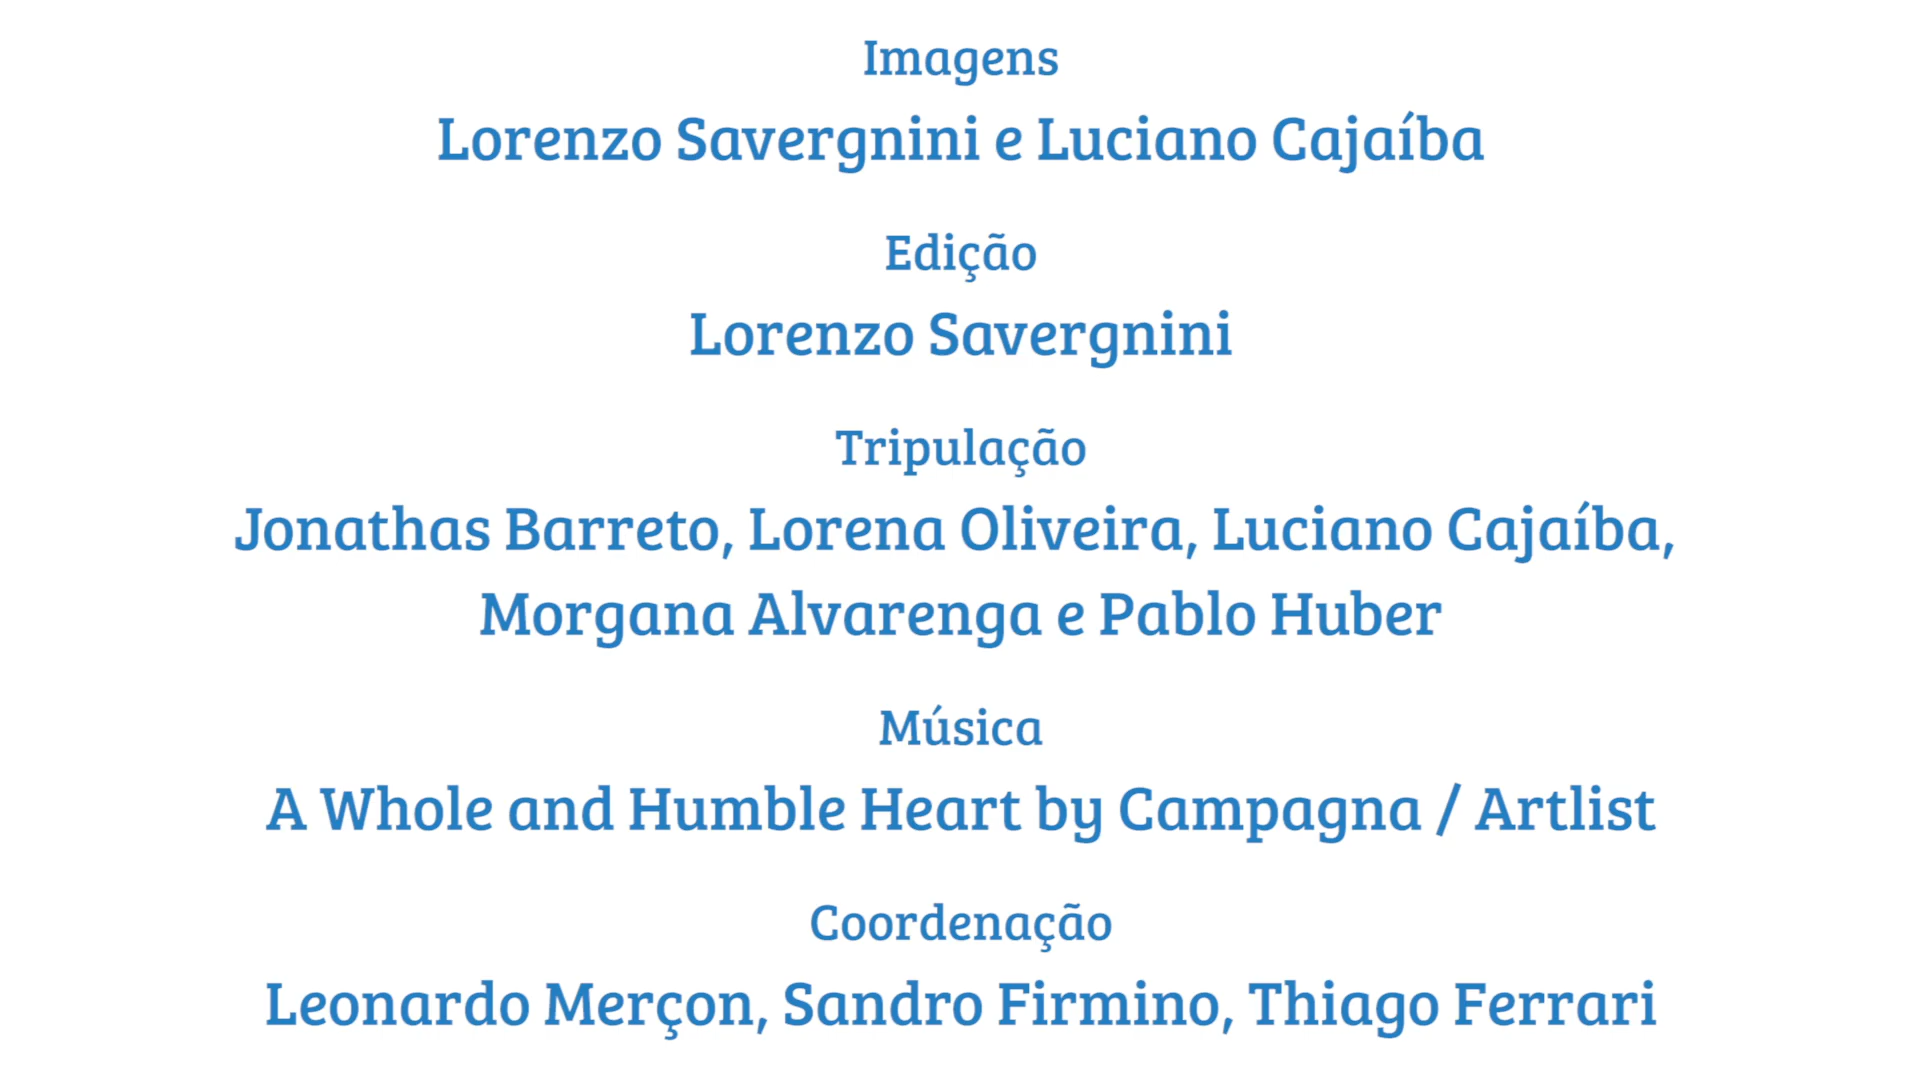 Imagens
Lorenzo Savergnini e Luciano Cajaíba
Edição
Lorenzo Savergnini
Tripulação
Jonathas Barreto, Lorena Oliveira, Luciano Cajaíba,
Morgana Alvarenga e Pablo Huber
Música
A Whole and Humble Heart by Campagna / Artlist
Coordenação
Leonardo Merçon, Sandro Firmino, Thiago Ferrari